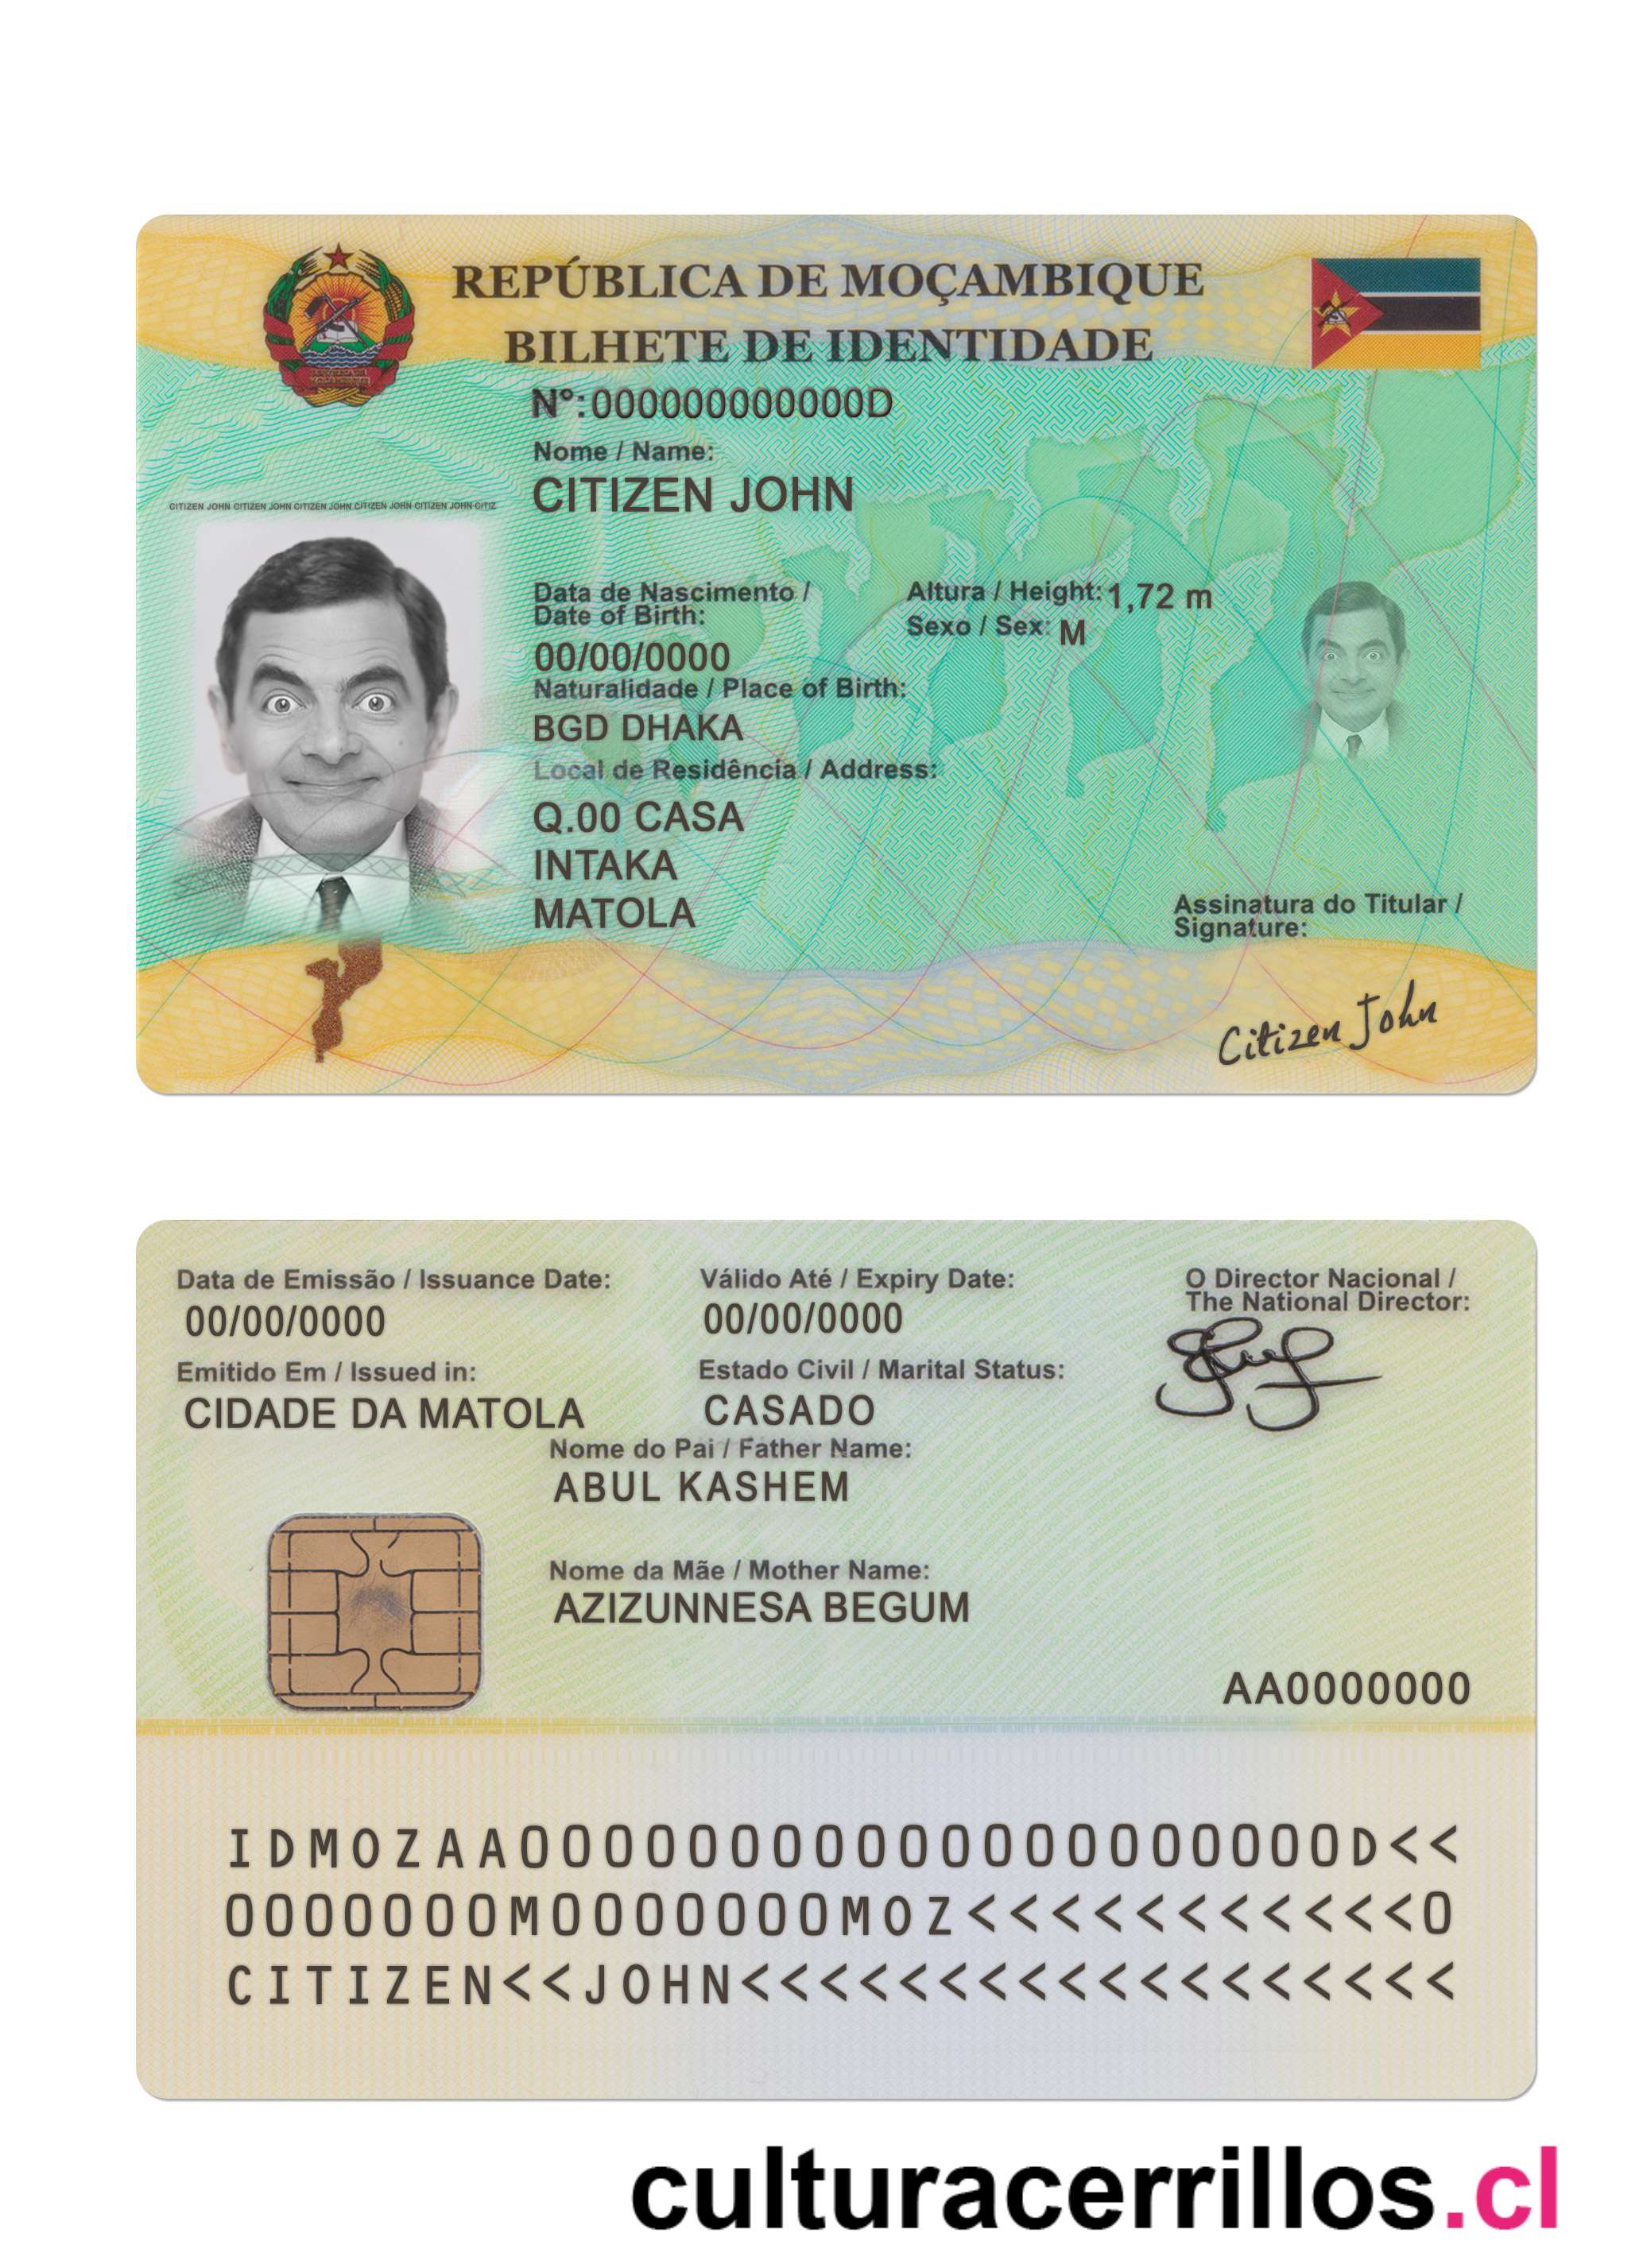 REPÚBLICA DE MOÇAMBIQUE
BILHETE DE IDENTIDADE
Nº:000000000000D
Nome / Name:
CITIZEN JOHN
CITIZEN JOHN CITIZEN JOHN CITIZEN JOHN CITIZEN JOHN CITIZEN JOHN CITIZ
Data de Nascimento /
Date of Birth:
00/00/0000
Altura / Height: 1,72 m
Sexo / Sex: M
Naturalidade / Place of Birth:
BGD DHAKA
Local de Residência / Address:
Q.00 CASA
INTAKA
MATOLA
Assinatura do Titular /
Signature:
Citizen John
Data de Emissão / Issuance Date:
00/00/0000
Válido Até / Expiry Date:
00/00/0000
O Director Nacional /
The National Director:
Emitido Em / Issued in:
CIDADE DA MATOLA
Estado Civil / Marital Status:
CASADO
Nome do Pai / Father Name:
ABUL KASHEM
Nome da Mãe / Mother Name:
AZIZUNNESA BEGUM
AA0000000
IDMOZAA00000000000000000000D<<
0000000M0000000MOZ<<<<<<<<<<<0
CITIZEN<<JOHN<<<<<<<<<<<<<<<<<<
culturacerrillos.cl